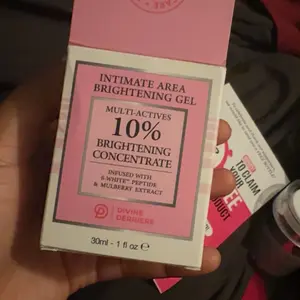 INTIMATE AREA
BRIGHTENING GEL
MULTI-ACTIVES
10%
BRIGHTENING
CONCENTRATE
INFUSED WITH
PEPTIDE
& MULBERRY EXTRACT
DIVINE
DERRIERE
30ml - 1 fl oz ℮
TO CLAIM
YOUR